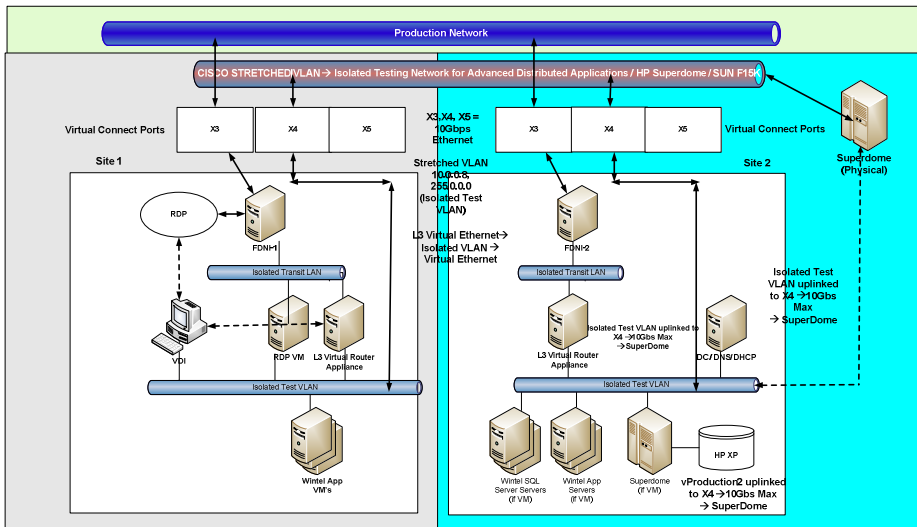 Production Network
CISCO STRETCHED VLAN → Isolated Testing Network for Advanced Distributed Applications / HP Superdome / SUN F15K
Virtual Connect Ports
X3
X4
X5
X3,X4, X5 =
10Gbps
Ethernet
X3
X4
X5
Virtual Connect Ports
Superdome
(Physical)
Site 1
Stretched VLAN
10.0.0.8,
255.0.0.0
(Isolated Test
VLAN)
Site 2
RDP
FDNI-1
L3 Virtual Ethernet→
Isolated VLAN →
Virtual Ethernet
FDNI-2
Isolated Transit LAN
Isolated Transit LAN
Isolated Test
VLAN uplinked
to X4 →10Gbs
Max
→ SuperDome
VDI
RDP VM
L3 Virtual Router
Appliance
L3 Virtual Router
Appliance
Isolated Test VLAN uplinked to
X4 →10Gbs Max
→ SuperDome
DC/DNS/DHCP
Isolated Test VLAN
Isolated Test VLAN
Wintel App
VM's
Wintel SQL
Server Servers
(if VM)
Wintel App
Servers
(if VM)
Superdome
(if VM)
HP XP
vProduction2 uplinked
to X4 →10Gbs Max
→ SuperDome